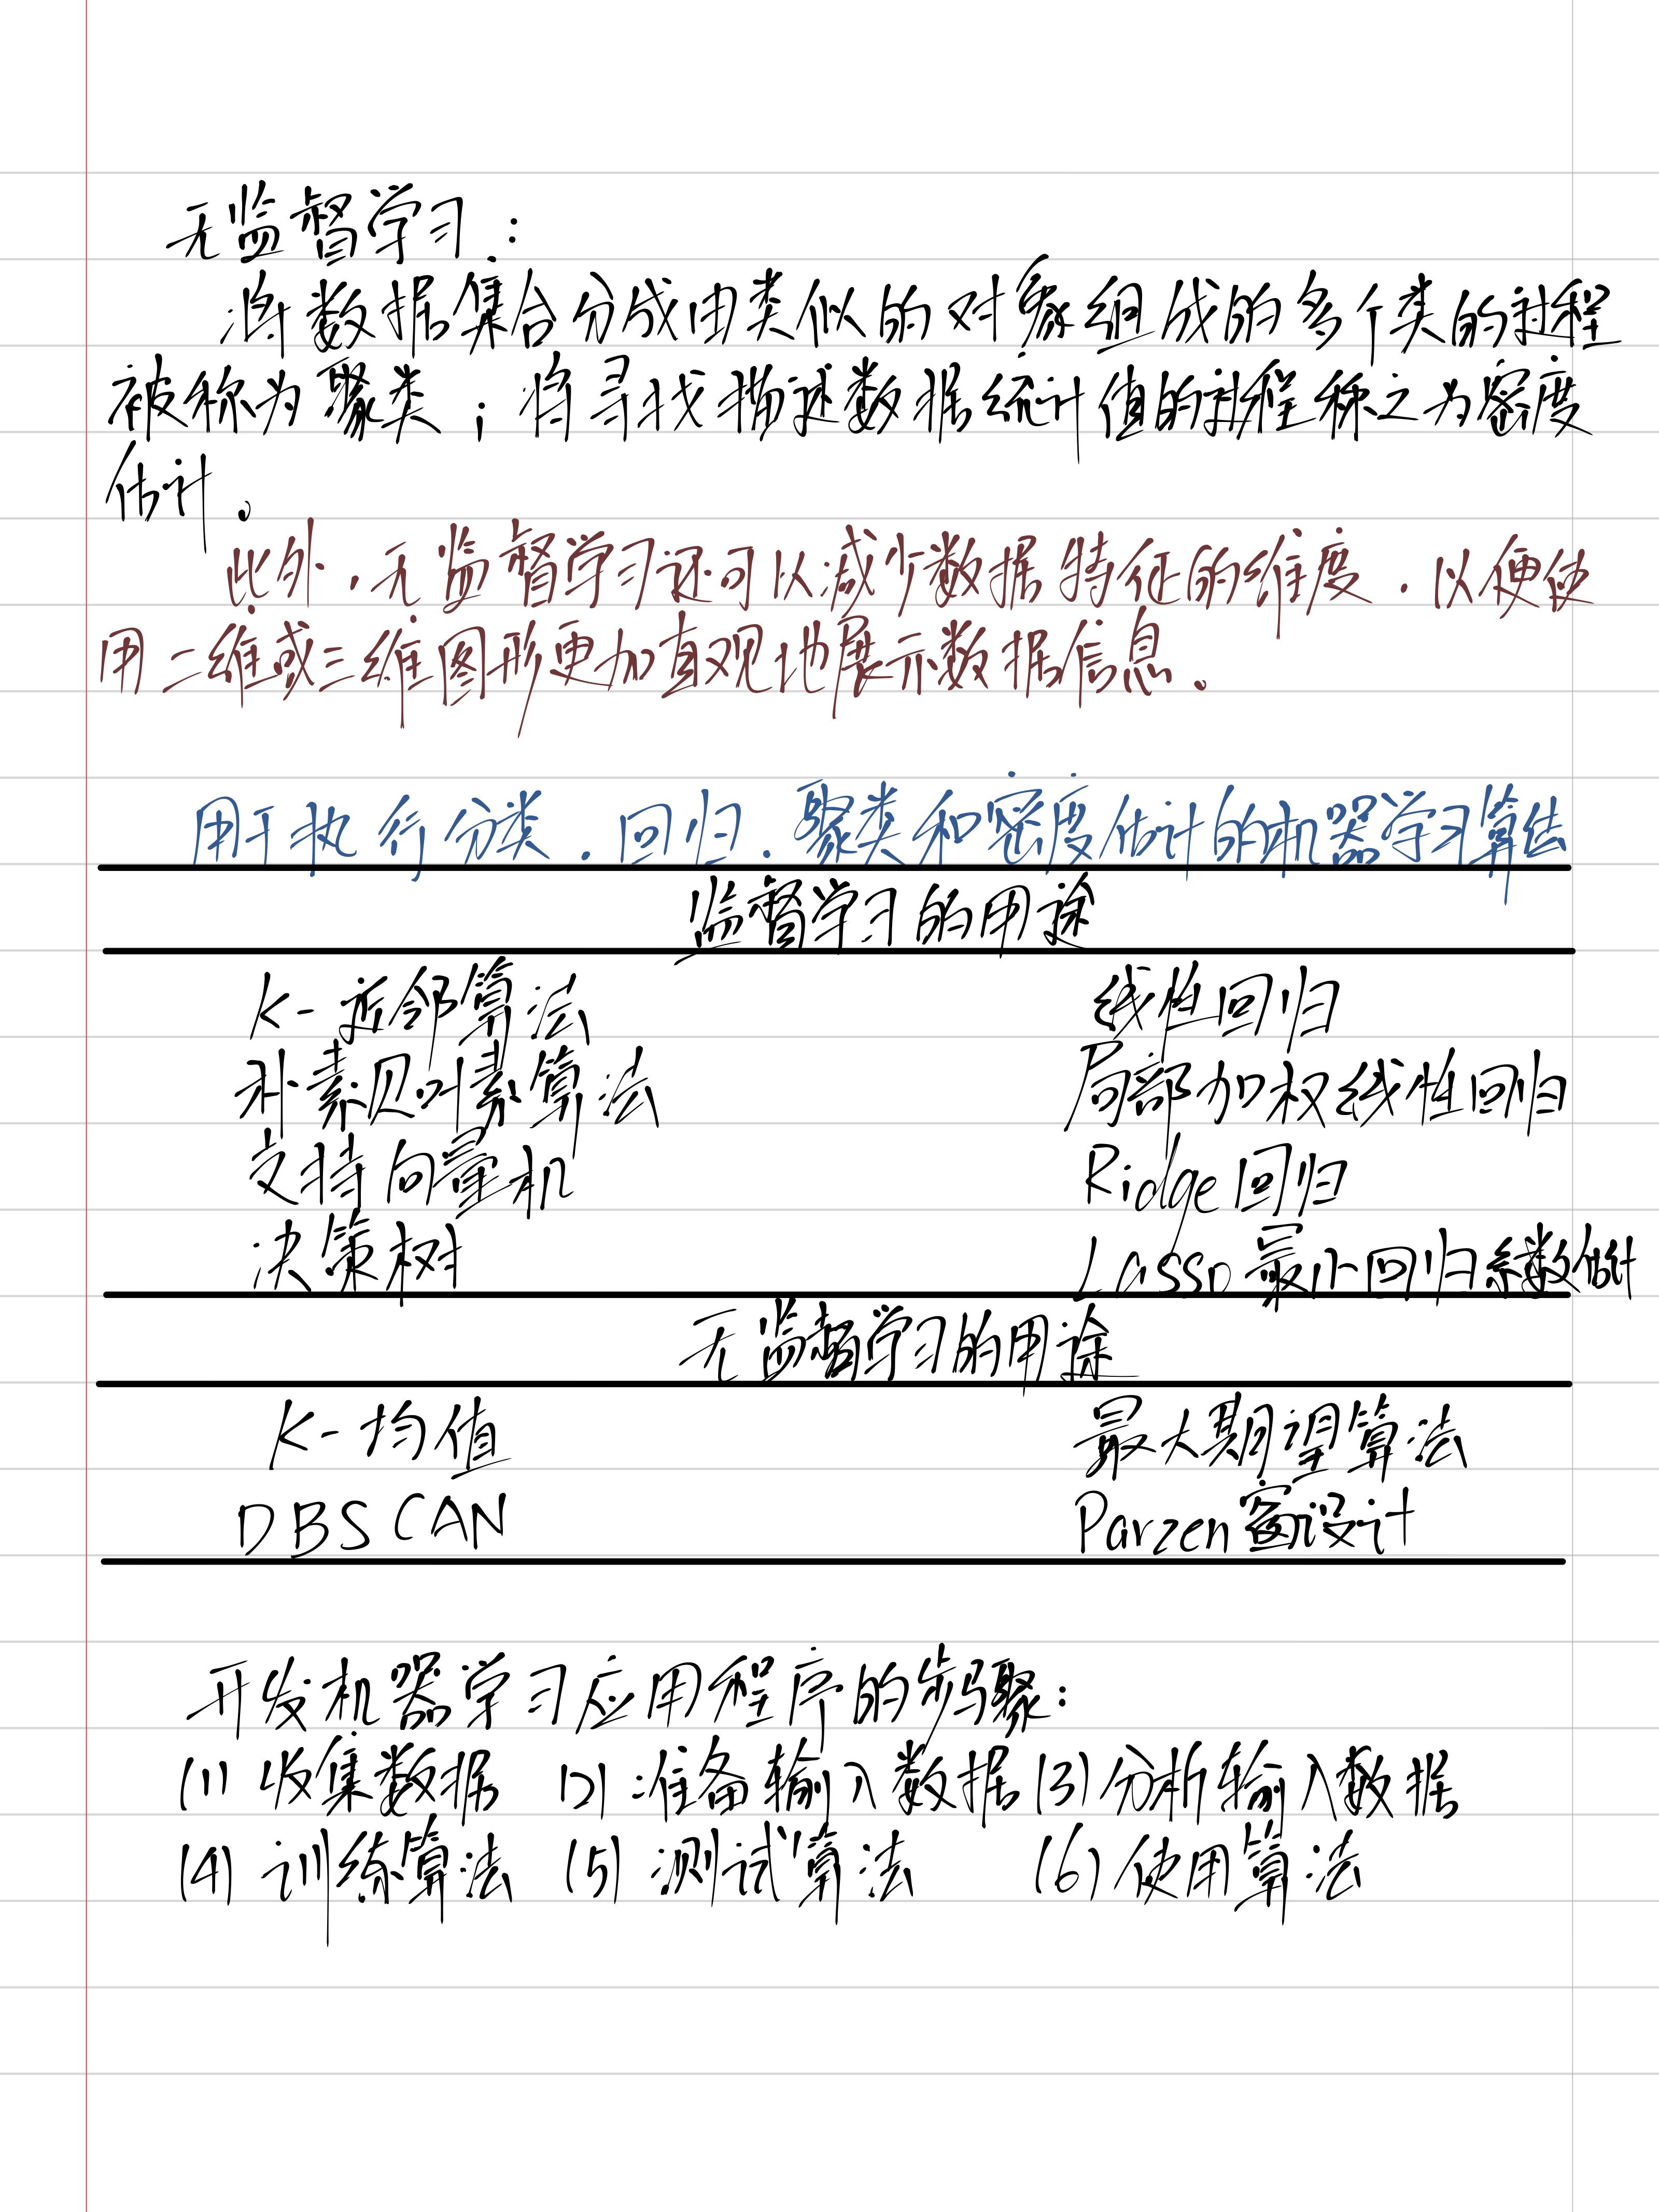 无监督学习：
将数据集合分成由类似的对象组成的多个类的过程
被称为聚类；将寻找描述数据统计值的过程称之为密度
估计。
此外，无监督学习还可以减少数据特征的维度，以便使
用二维或三维图形更加直观地展示数据信息。
用于执行分类、回归、聚类和密度估计的机器学习算法
监督学习的用途
K-近邻算法 线性回归
朴素贝叶素算法 局部加权线性回归
支持向量机 Ridge回归
决策树 Lasso最小回归系数估计
无监督学习的用途
K-均值 最大期望算法
DBSCAN Parzen窗设计
开发机器学习应用程序的步骤：
(1) 收集数据 (2) 准备输入数据 (3) 分析输入数据
(4) 训练算法 (5) 测试算法 (6) 使用算法